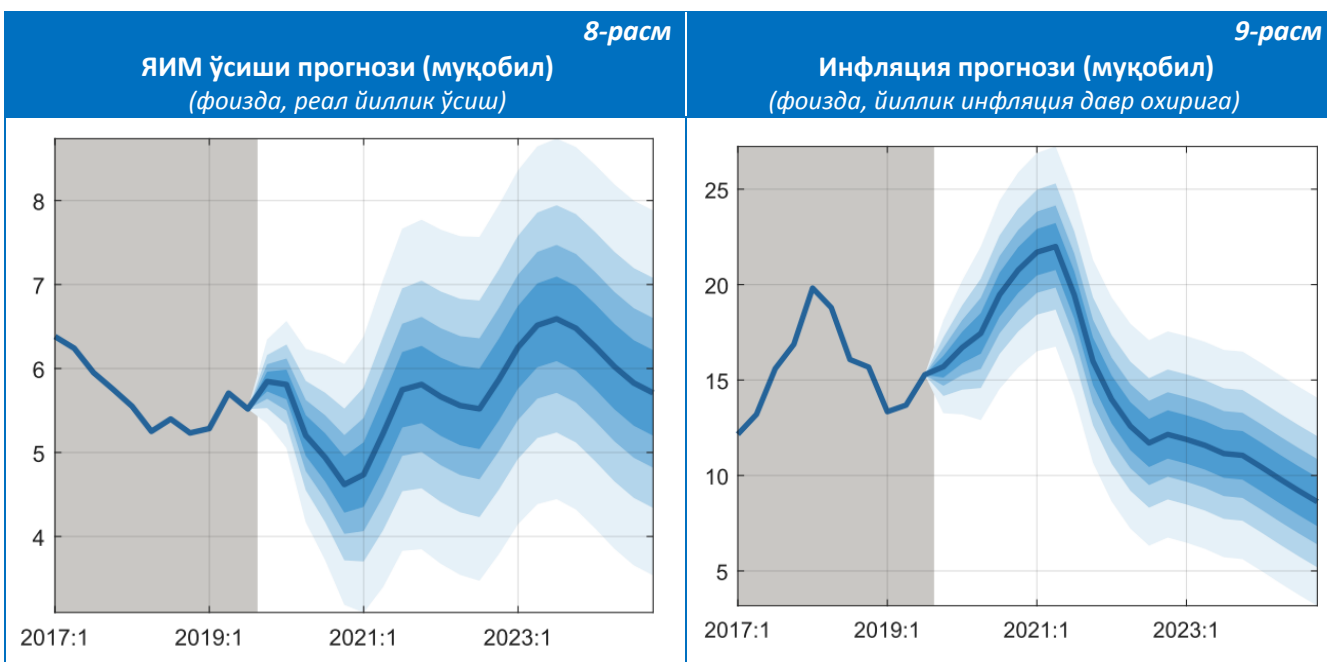 8-расм
ЯИМ ўсиши прогнози (муқобил)
(фоизда, реал йиллик ўсиш)
8
7
6
5
4
2017:1 2019:1 2021:1 2023:1
9-расм
Инфляция прогнози (муқобил)
(фоизда, йиллик инфляция давр охирига)
25
20
15
10
5
2017:1 2019:1 2021:1 2023:1